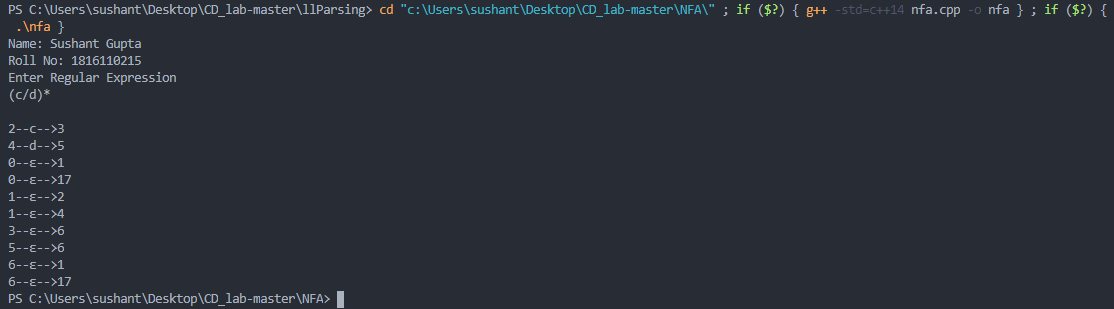 PS C:\Users\sushant\Desktop\CD_lab-master\llParsing> cd "c:\Users\sushant\Desktop\CD_lab-master\NFA\" ; if ($?) { g++ -std=c++14 nfa.cpp -o nfa } ; if ($?) {
.\nfa }
Name: Sushant Gupta
Roll No: 1816110215
Enter Regular Expression
(c/d)*
2--c-->3
4--d-->5
0--ε-->1
0--ε-->17
1--ε-->2
1--ε-->4
3--ε-->6
5--ε-->6
6--ε-->1
6--ε-->17
PS C:\Users\sushant\Desktop\CD_lab-master\NFA>